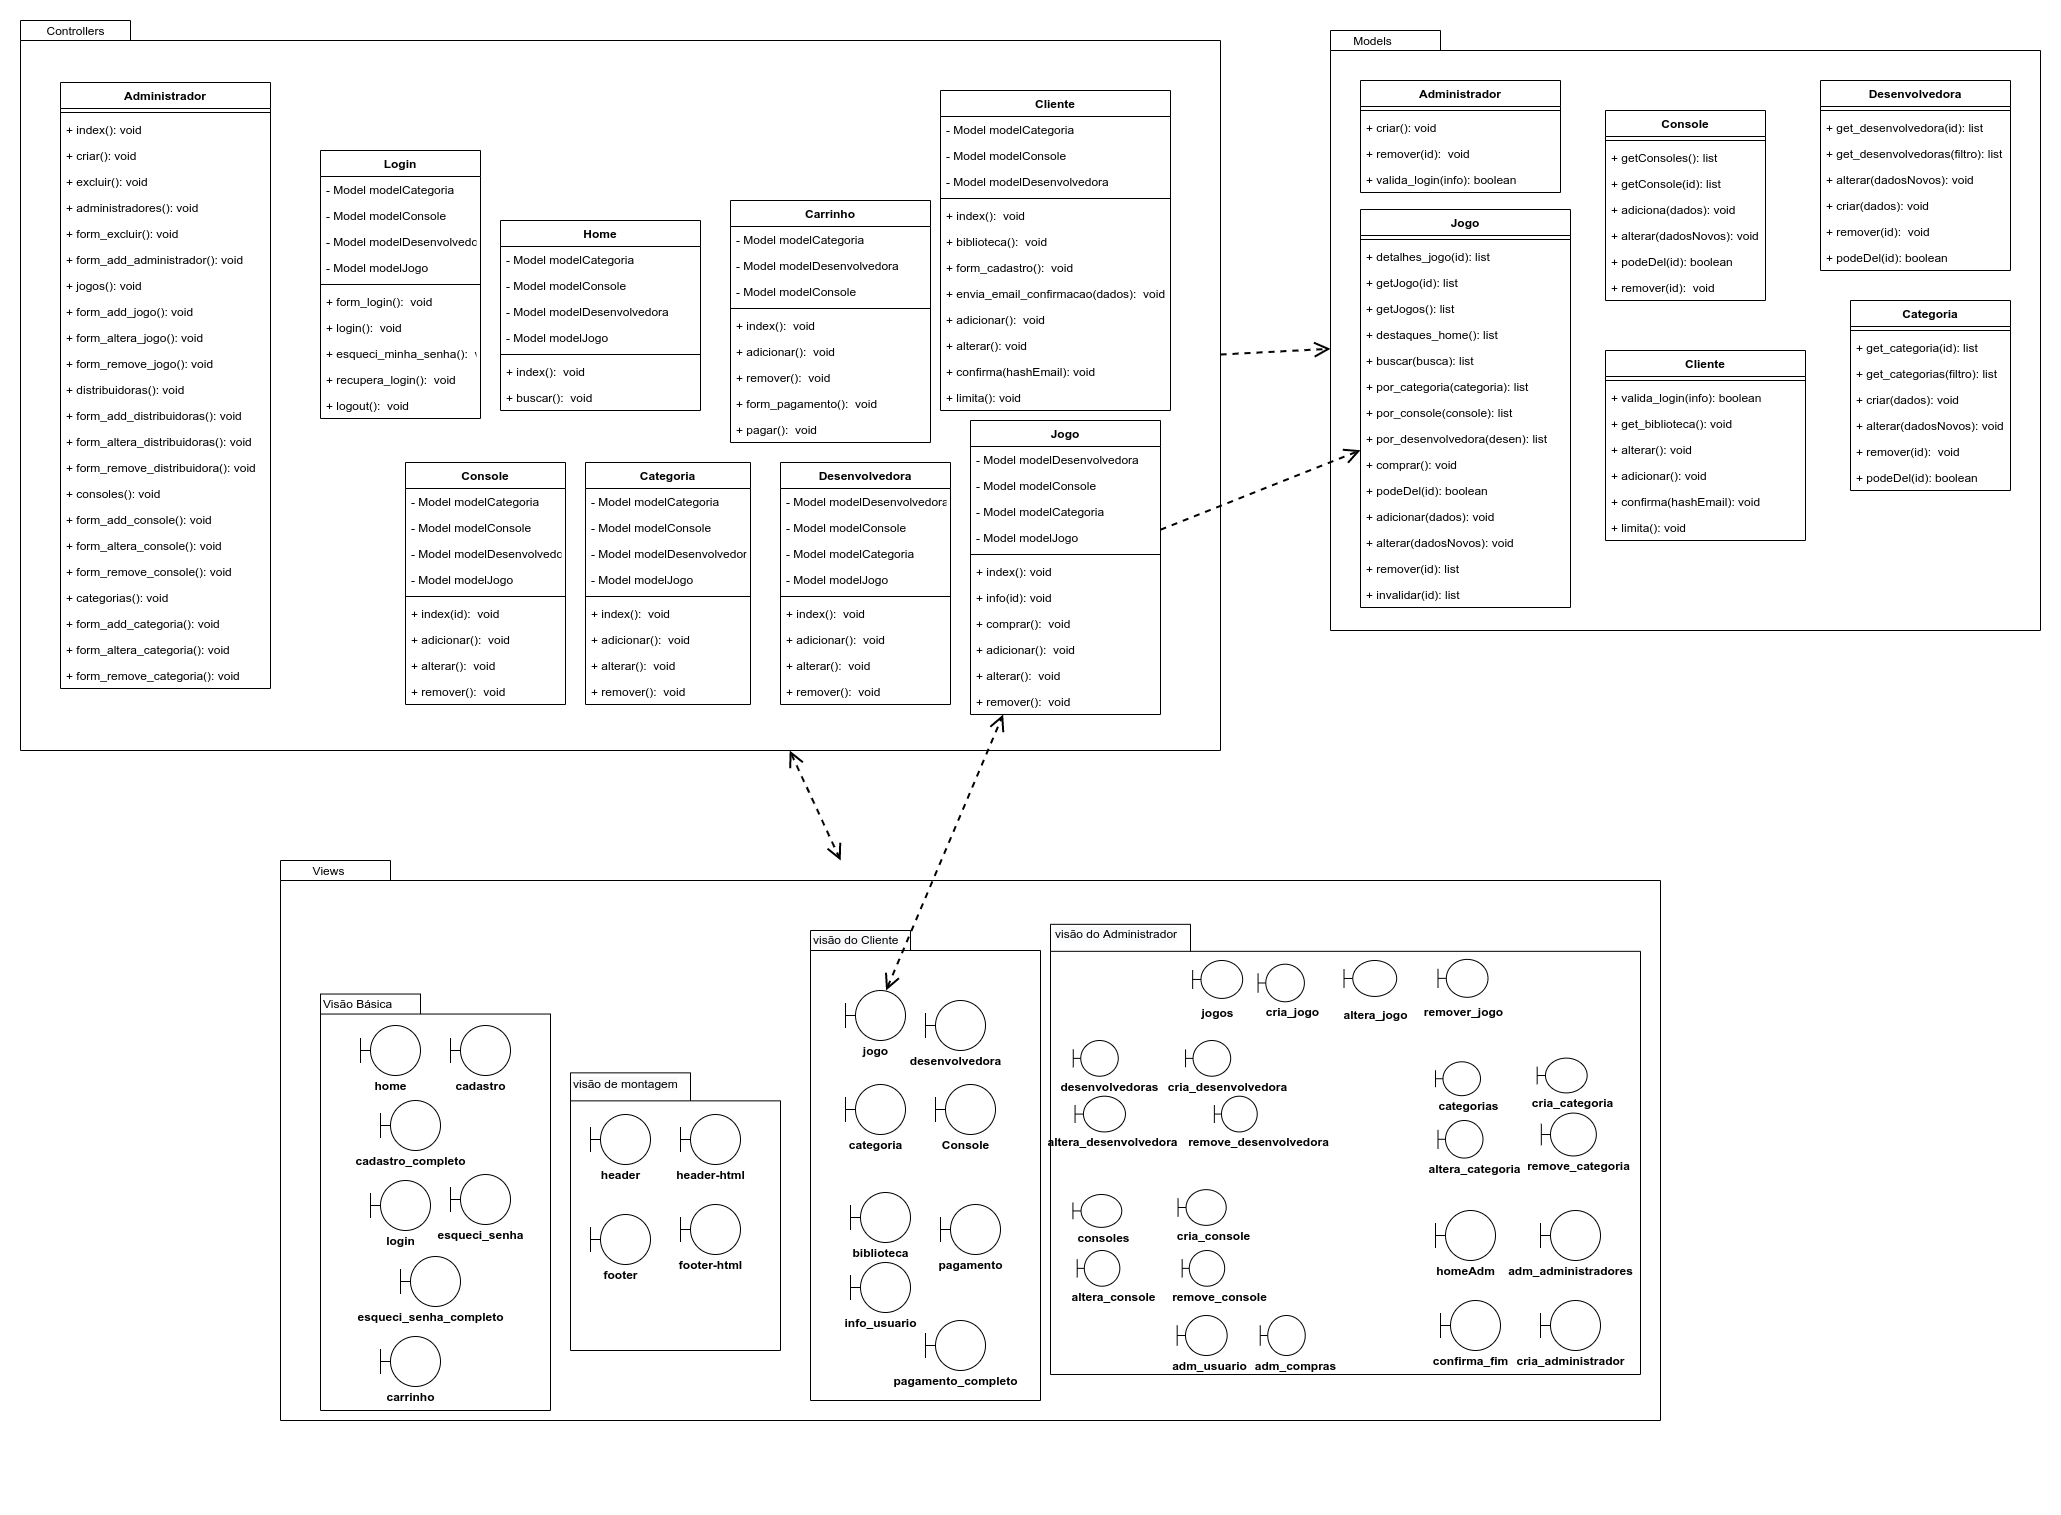 Controllers
Administrador
+ index(): void
+ criar(): void
+ excluir(): void
+ administradores(): void
+ form_excluir(): void
+ form_add_administrador(): void
+ jogos(): void
+ form_add_jogo(): void
+ form_altera_jogo(): void
+ form_remove_jogo(): void
+ distribuidoras(): void
+ form_add_distribuidoras(): void
+ form_altera_distribuidoras(): void
+ form_remove_distribuidora(): void
+ consoles(): void
+ form_add_console(): void
+ form_altera_console(): void
+ form_remove_console(): void
+ categorias(): void
+ form_add_categoria(): void
+ form_altera_categoria(): void
+ form_remove_categoria(): void
Login
- Model modelCategoria
- Model modelConsole
- Model modelDesenvolvedc
- Model modelJogo
+ form_login(): void
+ login(): void
+ esqueci_minha_senha():
+ recupera_login(): void
+ logout(): void
Home
- Model modelCategoria
- Model modelConsole
- Model modelDesenvolvedora
- Model modelJogo
+ index(): void
+ buscar(): void
Carrinho
- Model modelCategoria
- Model modelDesenvolvedora
- Model modelConsole
+ index(): void
+ adicionar(): void
+ remover(): void
+ form_pagamento(): void
+ pagar(): void
Cliente
- Model modelCategoria
- Model modelConsole
- Model modelDesenvolvedora
+ index(): void
+ biblioteca(): void
+ form_cadastro(): void
+ envia_email_confirmacao(dados): void
+ adicionar(): void
+ alterar(): void
+ confirma(hashEmail): void
+ limita(): void
Console
- Model modelCategoria
- Model modelConsole
- Model modelDesenvolvedc
- Model modelJogo
+ index(id): void
+ adicionar(): void
+ alterar(): void
+ remover(): void
Categoria
- Model modelCategoria
- Model modelConsole
- Model modelDesenvolvedor
- Model modelJogo
+ index(): void
+ adicionar(): void
+ alterar(): void
+ remover(): void
Desenvolvedora
- Model modelDesenvolvedora
- Model modelConsole
- Model modelCategoria
- Model modelJogo
+ index(): void
+ adicionar(): void
+ alterar(): void
+ remover(): void
Jogo
- Model modelDesenvolvedora
- Model modelConsole
- Model modelCategoria
- Model modelJogo
+ index(): void
+ info(id): void
+ comprar(): void
+ adicionar(): void
+ alterar(): void
+ remover(): void
Models
Administrador
+ criar(): void
+ remover(id): void
+ valida_login(info): boolean
Jogo
+ detalhes_jogo(id): list
+ getJogo(id): list
+ getJogos(): list
+ destaques_home(): list
+ buscar(busca): list
+ por_categoria(categoria): list
+ por_console(console): list
+ por_desenvolvedora(desen): list
+ comprar(): void
+ podeDel(id): boolean
+ adicionar(dados): void
+ alterar(dadosNovos): void
+ remover(id): list
+ invalidar(id): list
Console
+ getConsoles(): list
+ getConsole(id): list
+ adiciona(dados): void
+ alterar(dadosNovos): void
+ podeDel(id): boolean
+ remover(id): void
Cliente
+ valida_login(info): boolean
+ get_biblioteca(): void
+ alterar(): void
+ adicionar(): void
+ confirma(hashEmail): void
+ limita(): void
Desenvolvedora
+ get_desenvolvedora(id): list
+ get_desenvolvedoras(filtro): list
+ alterar(dadosNovos): void
+ criar(dados): void
+ remover(id): void
+ podeDel(id): boolean
Categoria
+ get_categoria(id): list
+ get_categorias(filtro): list
+ criar(dados): void
+ alterar(dadosNovos): void
+ remover(id): void
+ podeDel(id): boolean
Views
Visão Básica
home
cadastro
cadastro_completo
login
esqueci_senha
esqueci_senha_completo
carrinho
visão de montagem
header
header-html
footer
footer-html
visão do Cliente
jogo
desenvolvedora
categoria
Console
biblioteca
pagamento
info_usuario
pagamento_completo
visão do Administrador
jogos
cria_jogo
altera_jogo
remover_jogo
desenvolvedoras
cria_desenvolvedora
altera_desenvolvedora
remove_desenvolvedora
categorias
cria_categoria
altera_categoria
remove_categoria
consoles
cria_console
altera_console
remove_console
homeAdm
adm_administradores
adm_usuario
adm_compras
confirma_fim
cria_administrador